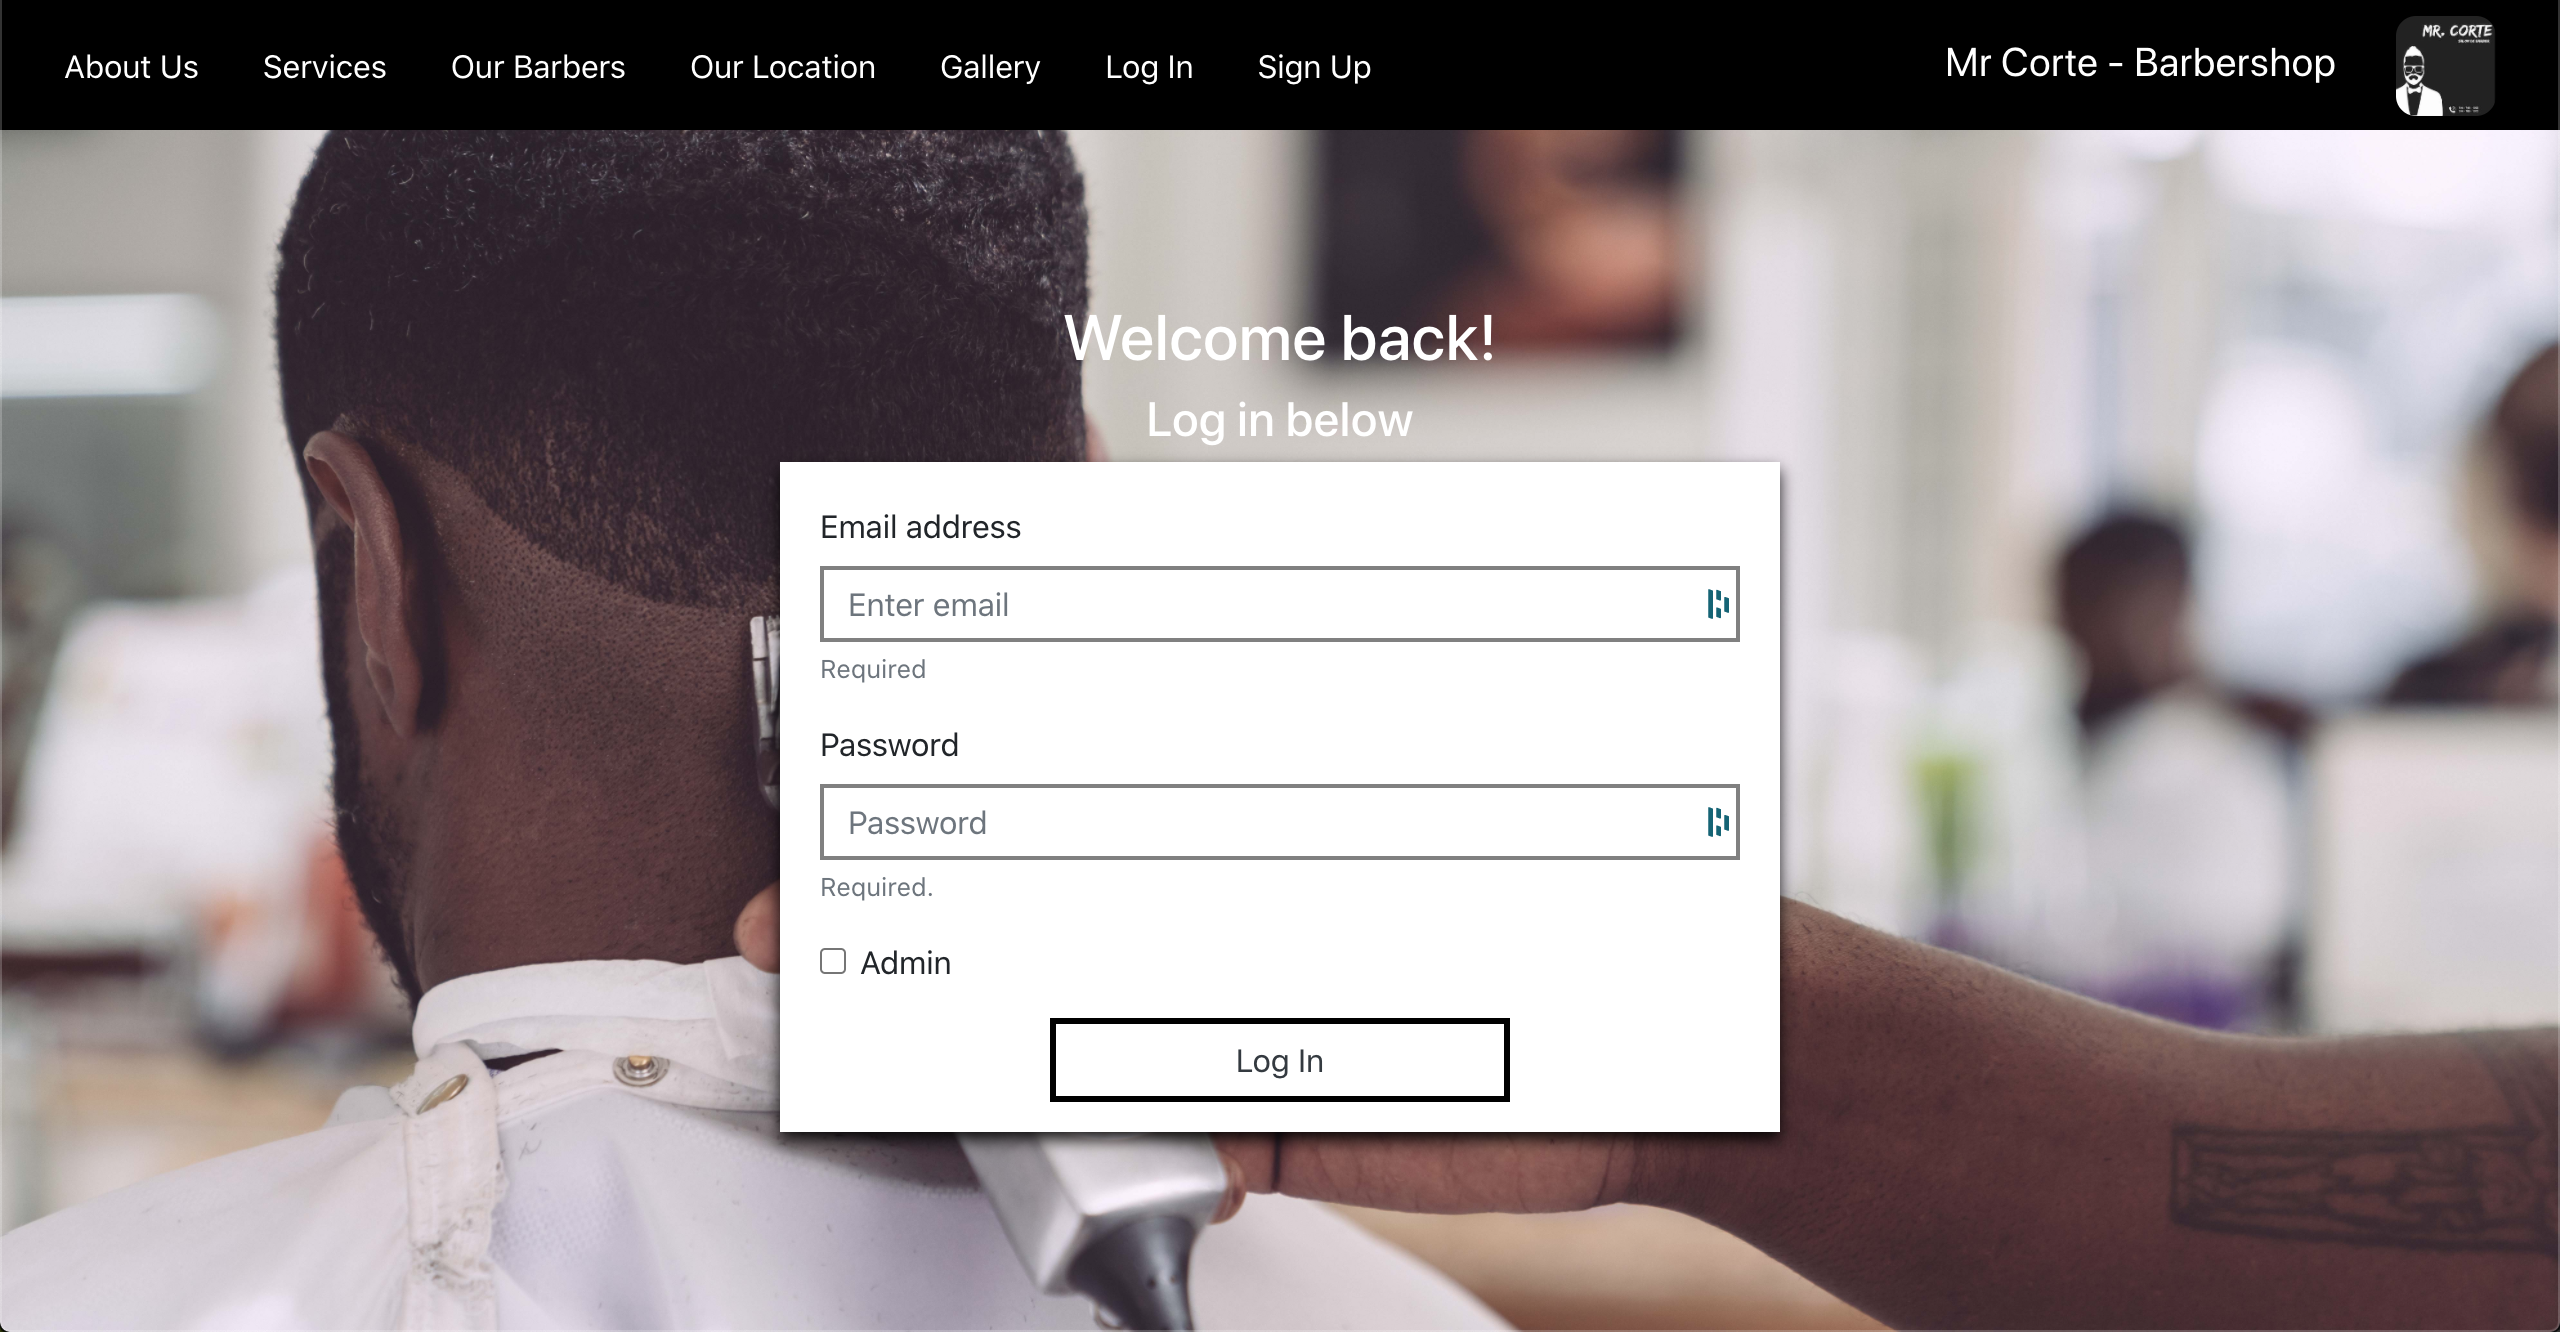 About Us Services Our Barbers Our Location Gallery Log In Sign Up Mr Corte - Barbershop
MR. CORTE
Welcome back!
Log in below
Email address
Enter email
Required
Password
Password
Required.
Admin
Log In